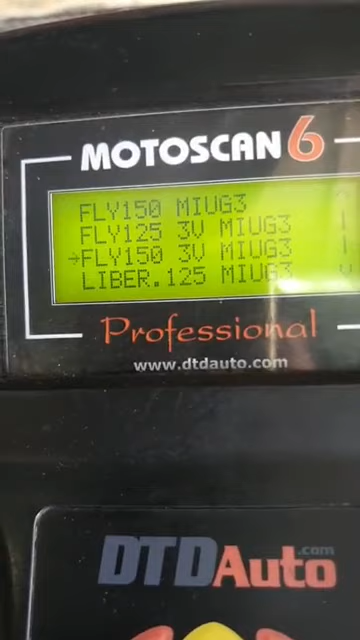 MOTOSCAN 6
FLY150 MIUG3
FLY125 3V MIUG3
→FLY150 3V MIUG3
LIBER.125 MIUG3
Professional
www.dtdauto.com
DTDAuto.com